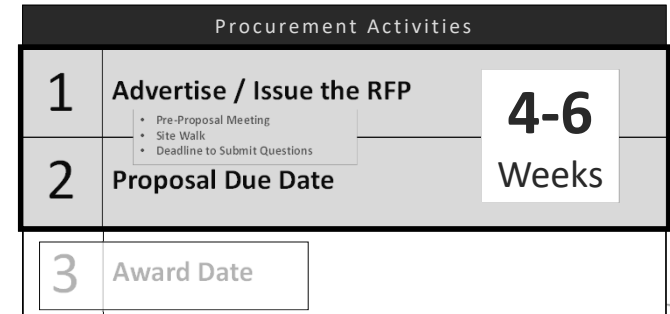 Procurement Activities
1
Advertise / Issue the RFP
• Pre-Proposal Meeting
• Site Walk
• Deadline to Submit Questions
4-6
Weeks
2
Proposal Due Date
3
Award Date